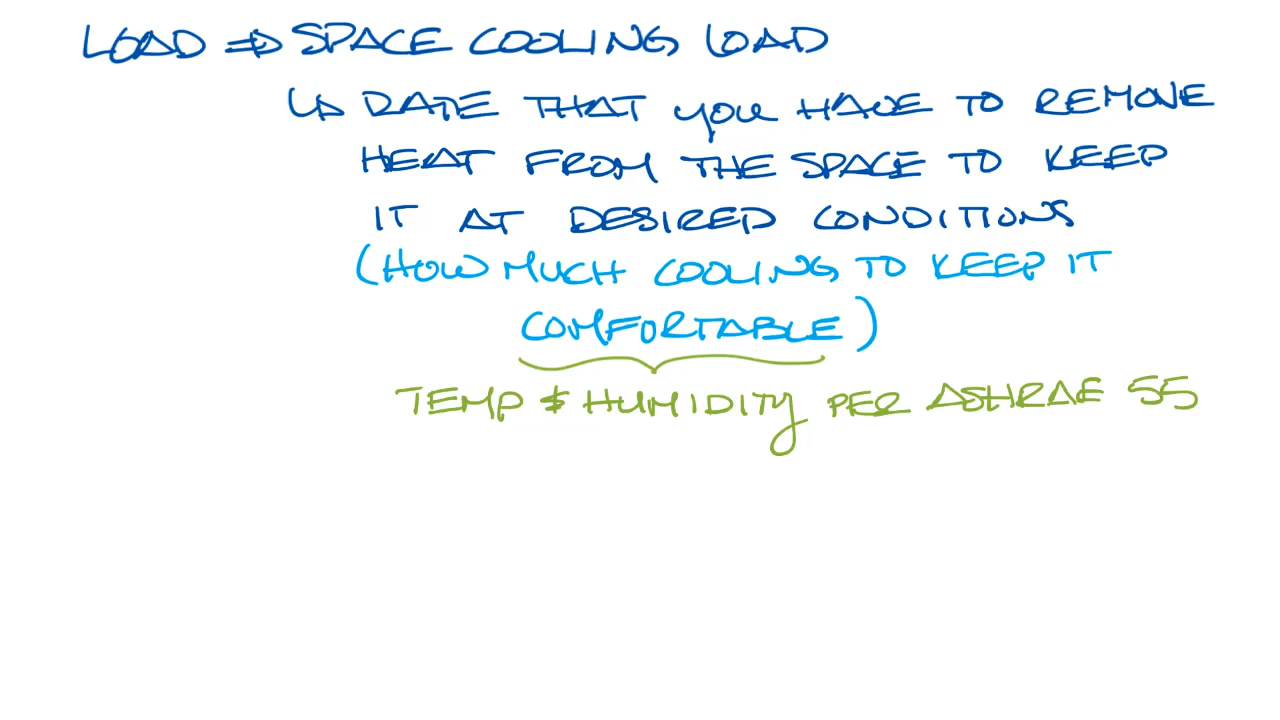 LOAD ⇒ SPACE COOLING LOAD
↳ RATE THAT YOU HAVE TO REMOVE
HEAT FROM THE SPACE TO KEEP
IT AT DESIRED CONDITIONS
(HOW MUCH COOLING TO KEEP IT
COMFORTABLE)
TEMP & HUMIDITY PER ASHRAE 55